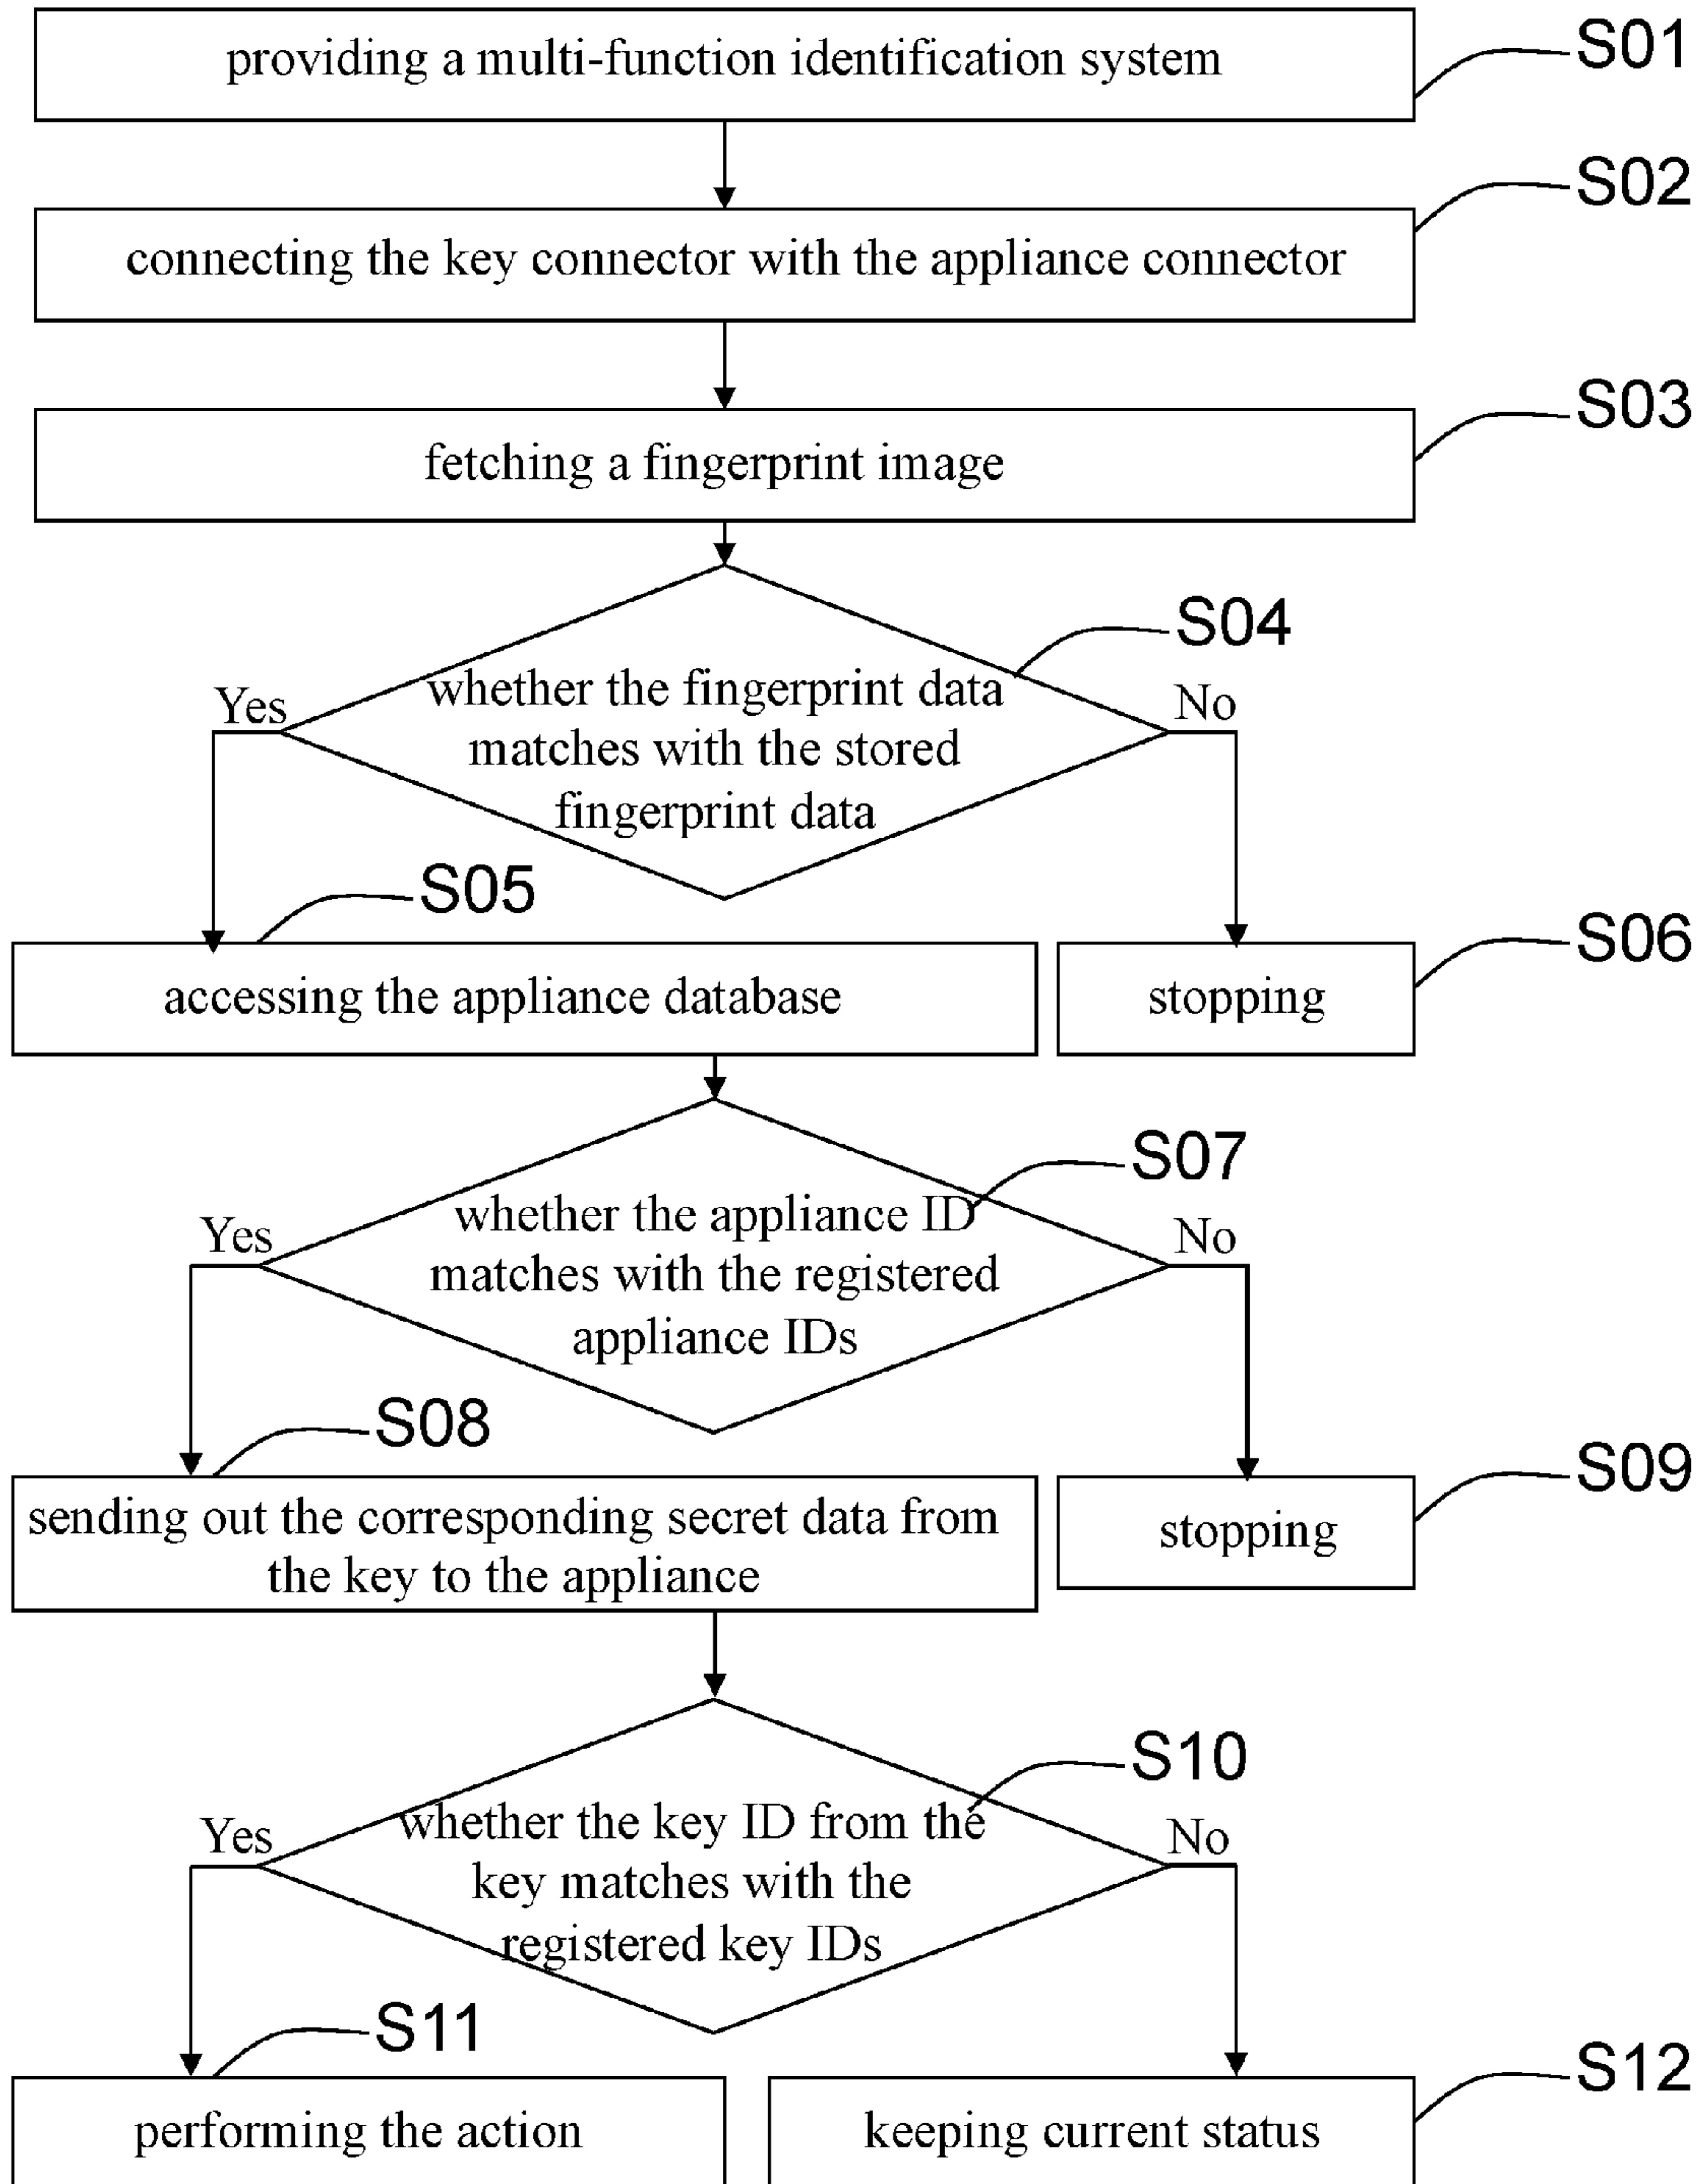 providing a multi-function identification system
S01
S02
connecting the key connector with the appliance connector
S03
fetching a fingerprint image
S04
whether the fingerprint data
matches with the stored
fingerprint data
Yes
No
S05
accessing the appliance database
S06
stopping
S07
whether the appliance ID
matches with the registered
appliance IDs
Yes
No
S08
sending out the corresponding secret data from
the key to the appliance
S09
stopping
S10
whether the key ID from the
key matches with the
registered key IDs
Yes
No
S11
performing the action
S12
keeping current status